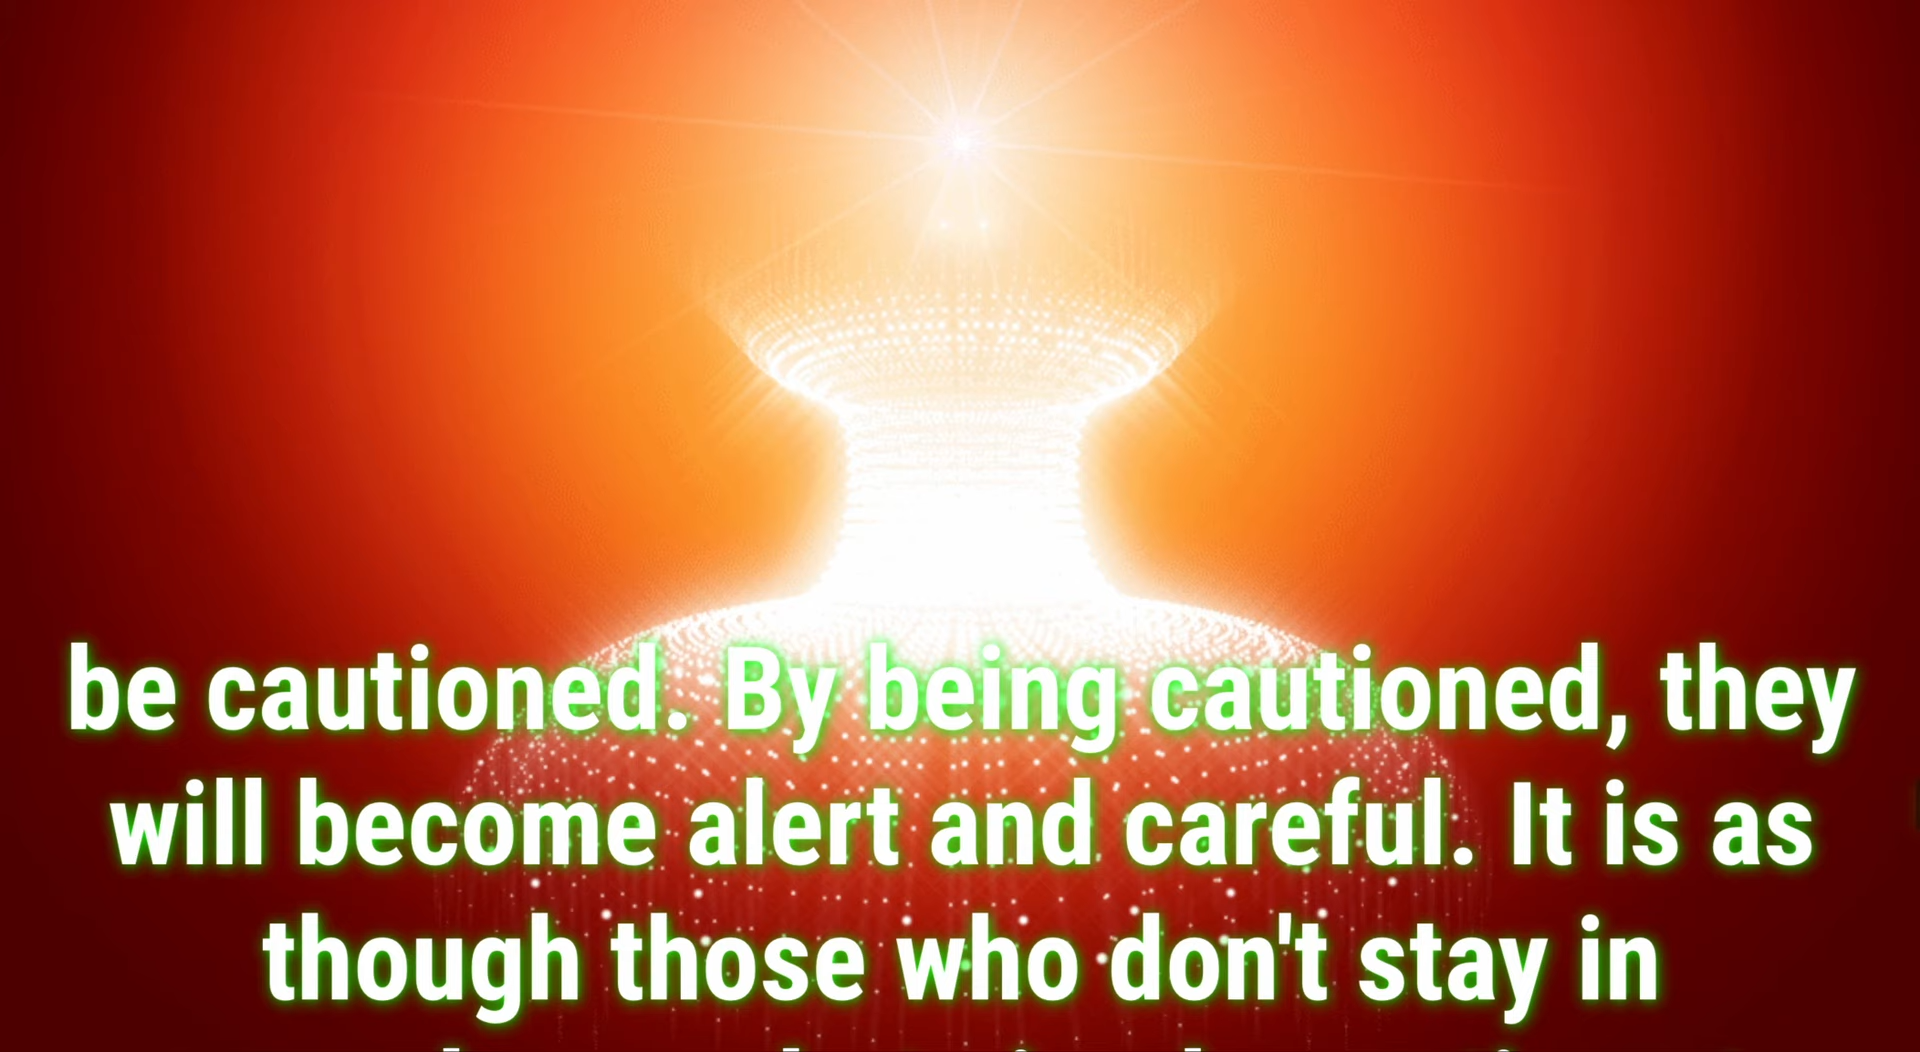 be cautioned. By being cautioned, they
will become alert and careful. It is as
though those who don't stay in